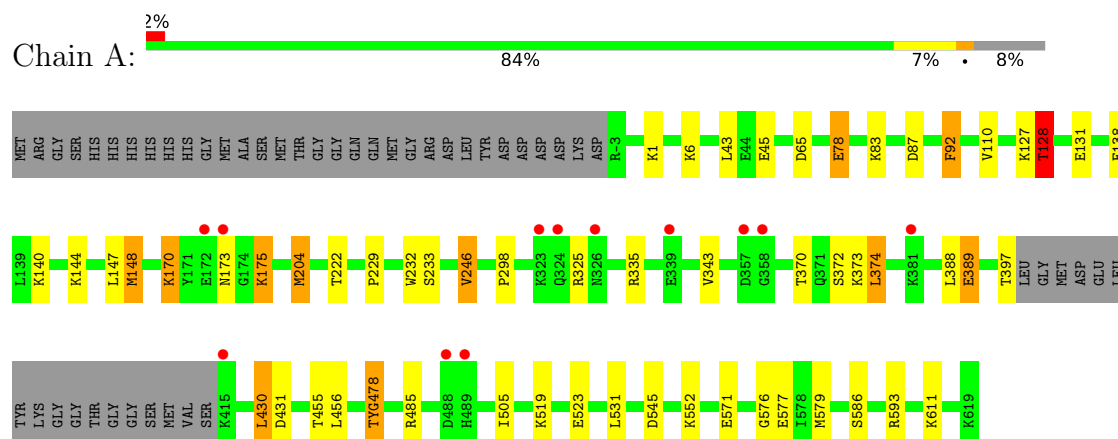 2%
Chain A:
84% 7% • 8%
MET ARG GLY SER HIS HIS HIS HIS HIS HIS GLY MET ALA SER MET THR GLY GLY GLN GLN MET GLY ARG ASP LEU TYR ASP ASP ASP ASP LYS ASP R-3 K1 K6 L43 E44 E45 D65 E78 K83 D87 F92 V110 K127 T128 E131 E138
L139 K140 K144 L147 M148 K170 Y171 E172 N173 G174 K175 M204 T222 P229 W232 S233 V246 P298 K323 Q324 R325 N326 R335 E339 V343 D357 G358 T370 Q371 S372 K373 L374 K381 L388 E389 T397 LEU GLY MET ASP GLU LEU
TYR LYS GLY GLY THR GLY GLY SER MET VAL SER K415 L430 D431 T455 L456 TYG478 R485 D488 H489 I505 K519 E523 L531 D545 K552 E571 G576 E577 I578 M579 S586 R593 K611 K619